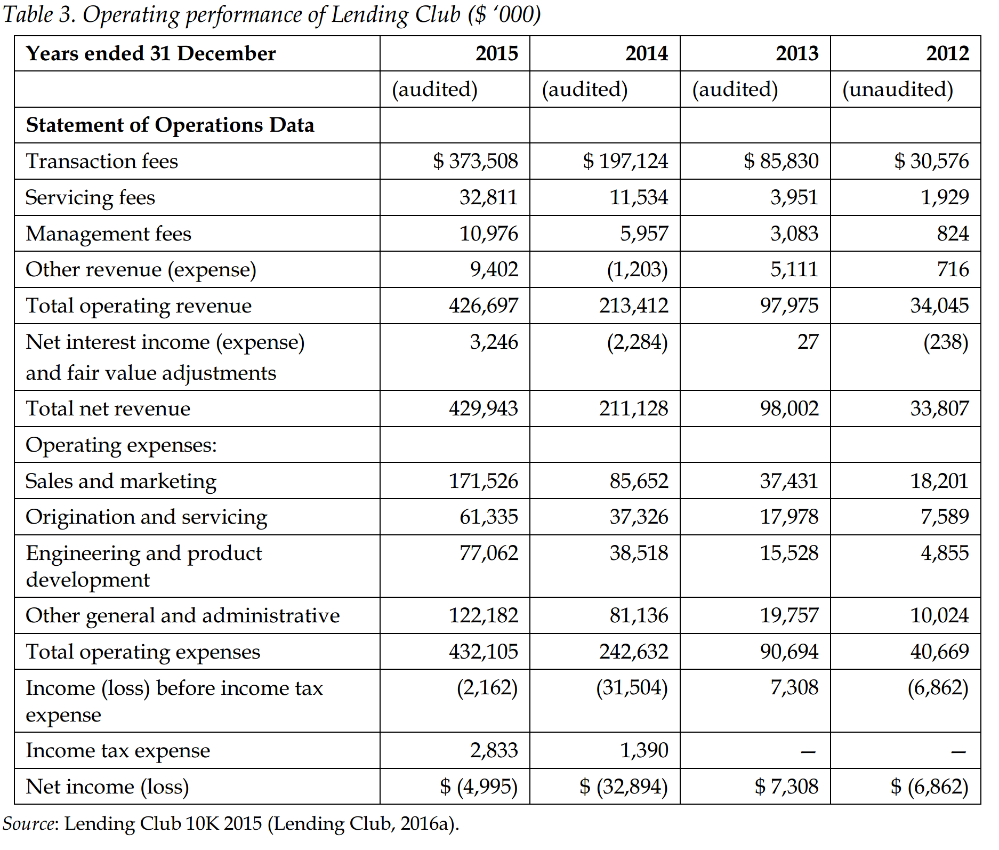 Table 3. Operating performance of Lending Club ($ ‘000)
Years ended 31 December 2015 2014 2013 2012
(audited) (audited) (audited) (unaudited)
Statement of Operations Data
Transaction fees $ 373,508 $ 197,124 $ 85,830 $ 30,576
Servicing fees 32,811 11,534 3,951 1,929
Management fees 10,976 5,957 3,083 824
Other revenue (expense) 9,402 (1,203) 5,111 716
Total operating revenue 426,697 213,412 97,975 34,045
Net interest income (expense) 3,246 (2,284) 27 (238)
and fair value adjustments
Total net revenue 429,943 211,128 98,002 33,807
Operating expenses:
Sales and marketing 171,526 85,652 37,431 18,201
Origination and servicing 61,335 37,326 17,978 7,589
Engineering and product 77,062 38,518 15,528 4,855
development
Other general and administrative 122,182 81,136 19,757 10,024
Total operating expenses 432,105 242,632 90,694 40,669
Income (loss) before income tax (2,162) (31,504) 7,308 (6,862)
expense
Income tax expense 2,833 1,390 — —
Net income (loss) $ (4,995) $ (32,894) $ 7,308 $ (6,862)
Source: Lending Club 10K 2015 (Lending Club, 2016a).